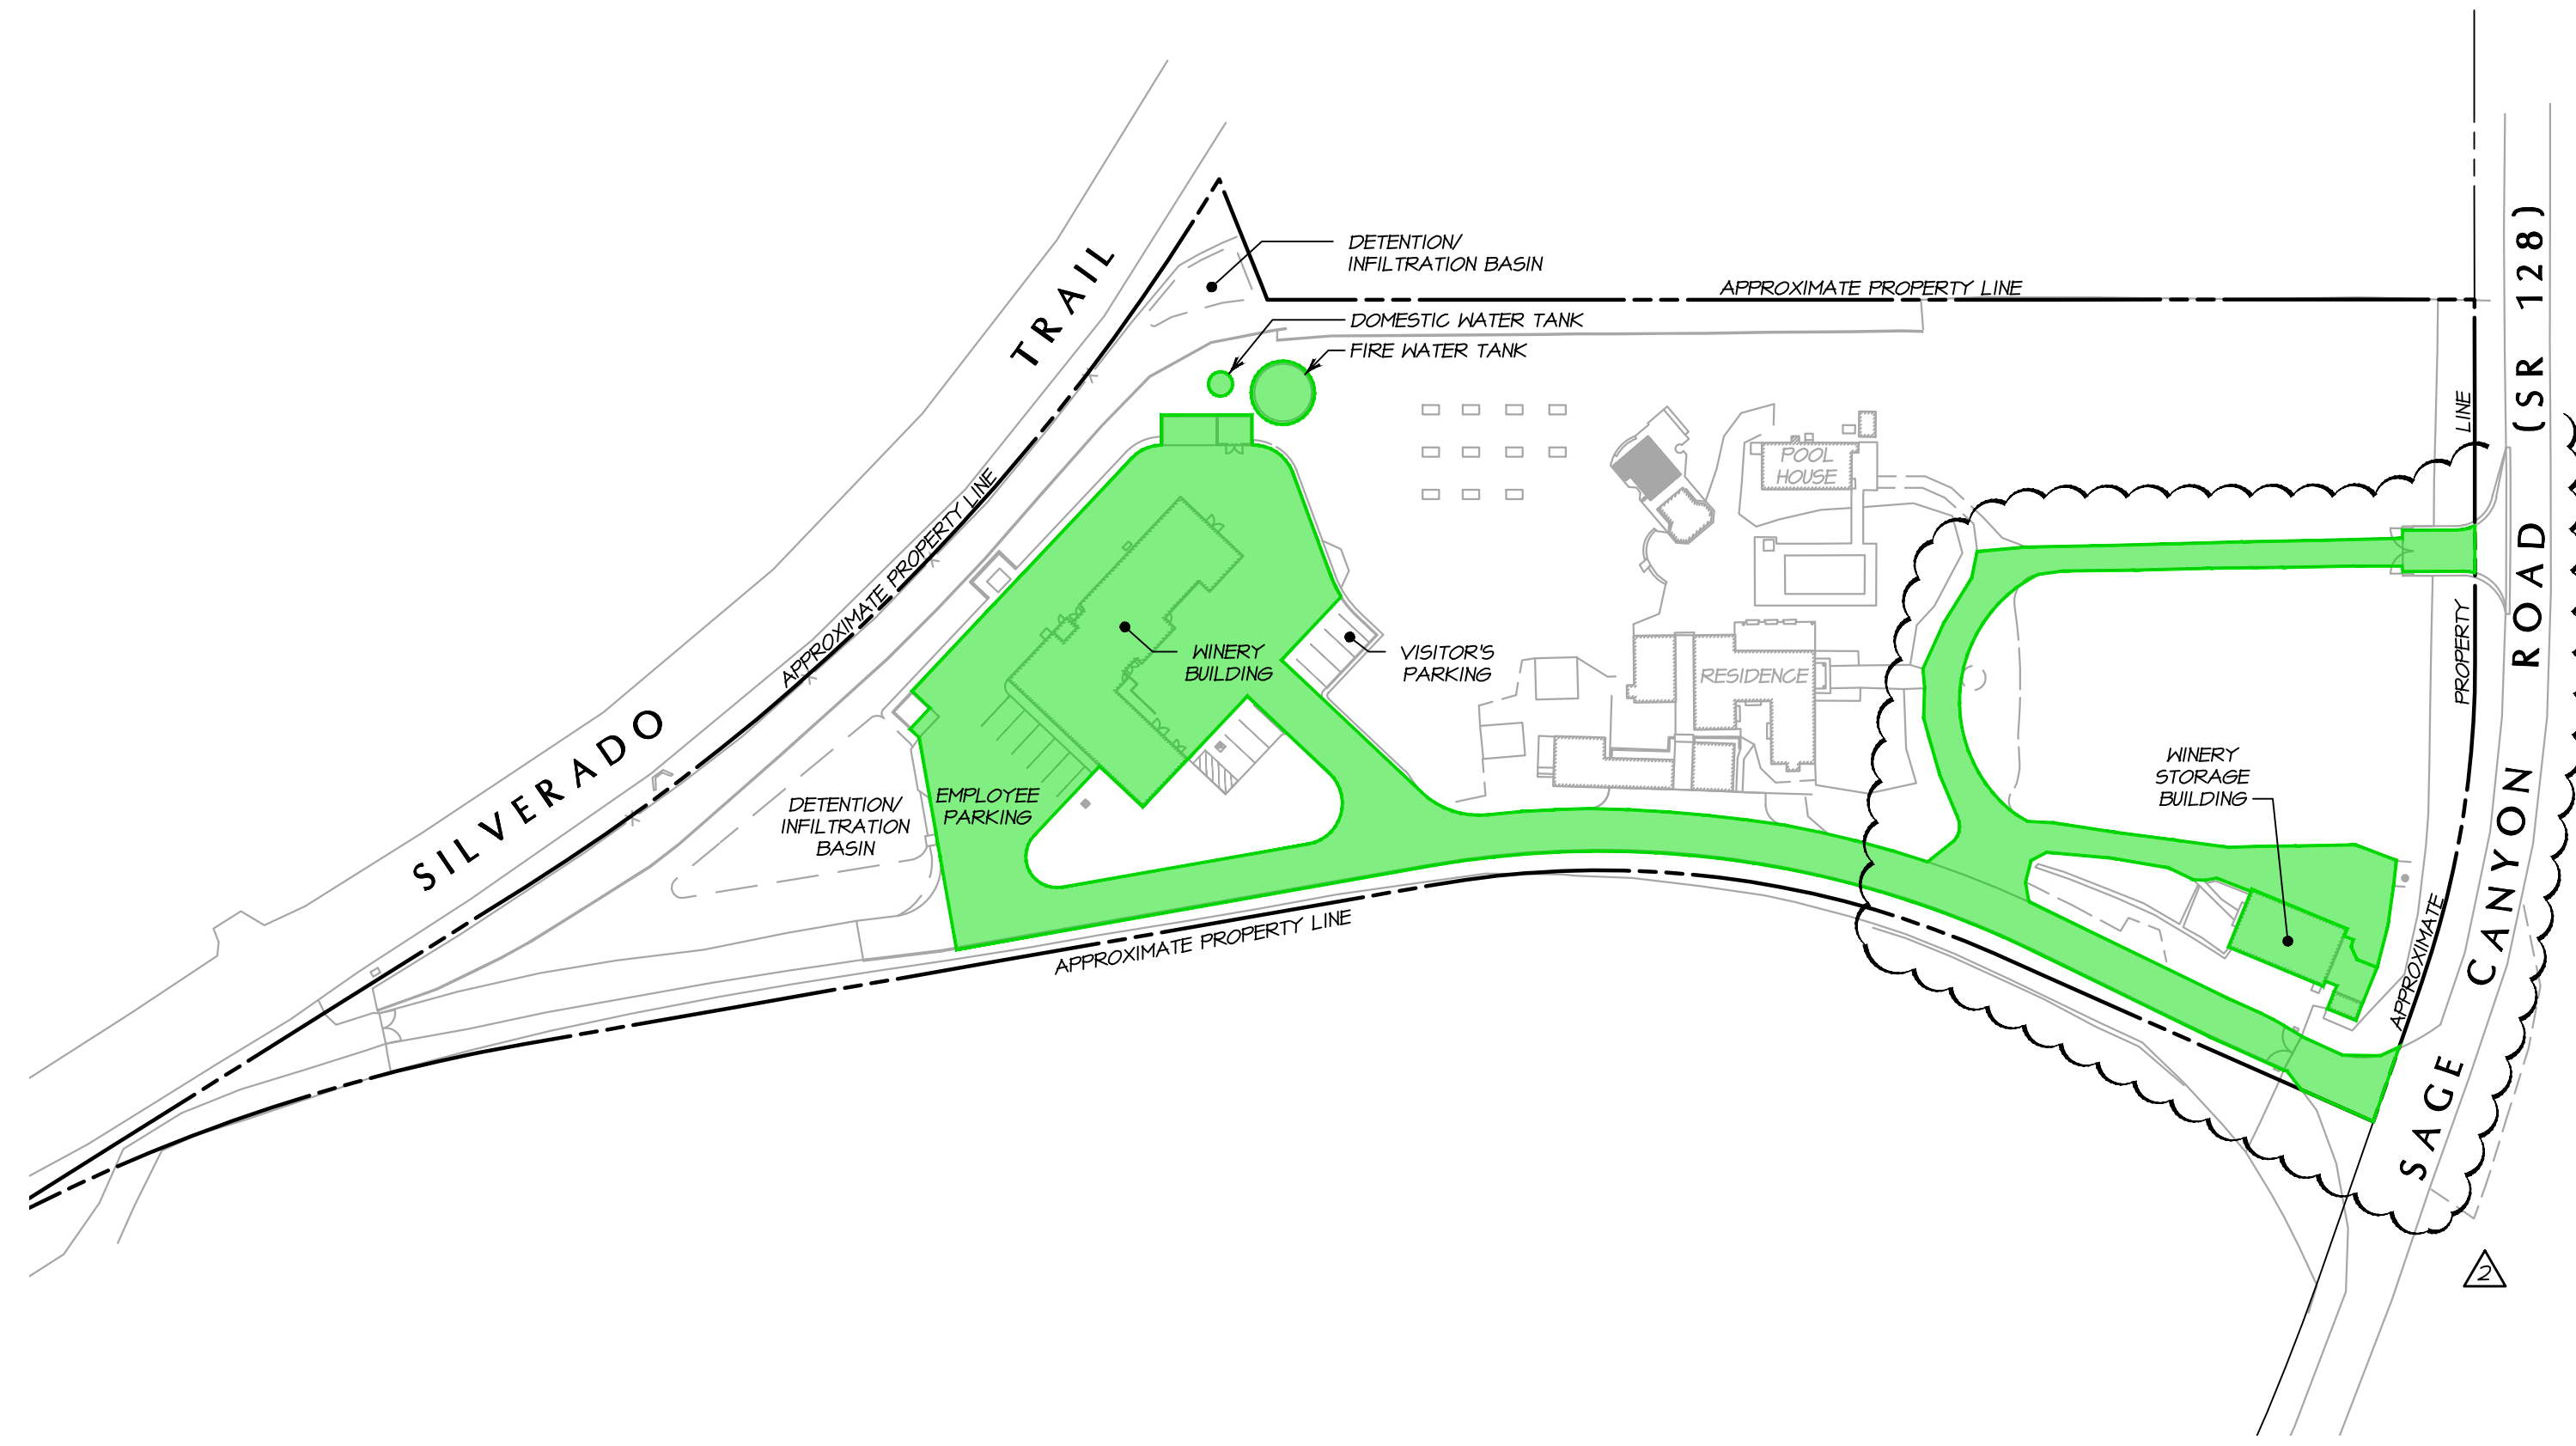 SILVERADO TRAIL
DETENTION/
INFILTRATION BASIN
APPROXIMATE PROPERTY LINE
DOMESTIC WATER TANK
FIRE WATER TANK
APPROXIMATE PROPERTY LINE
POOL
HOUSE
WINERY
BUILDING
VISITOR'S
PARKING
RESIDENCE
DETENTION/
INFILTRATION
BASIN
EMPLOYEE
PARKING
APPROXIMATE PROPERTY LINE
WINERY
STORAGE
BUILDING
APPROXIMATE PROPERTY LINE
SAGE CANYON ROAD (SR 128)
2